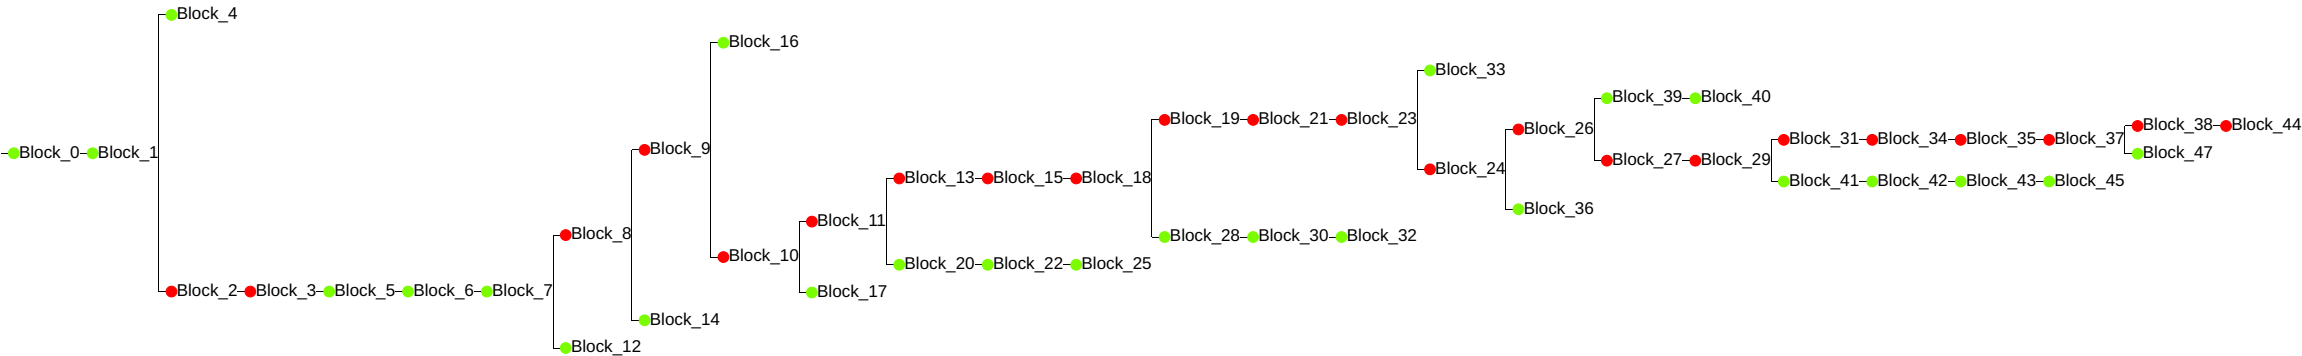 Block_4
Block_16
Block_33
Block_39 Block_40
Block_19 Block_21 Block_23
Block_26
Block_38 Block_44
Block_31 Block_34 Block_35 Block_37
Block_0 Block_1
Block_9
Block_47
Block_27 Block_29
Block_24
Block_13 Block_15 Block_18
Block_41 Block_42 Block_43 Block_45
Block_36
Block_11
Block_8
Block_28 Block_30 Block_32
Block_10
Block_20 Block_22 Block_25
Block_2 Block_3 Block_5 Block_6 Block_7
Block_17
Block_14
Block_12